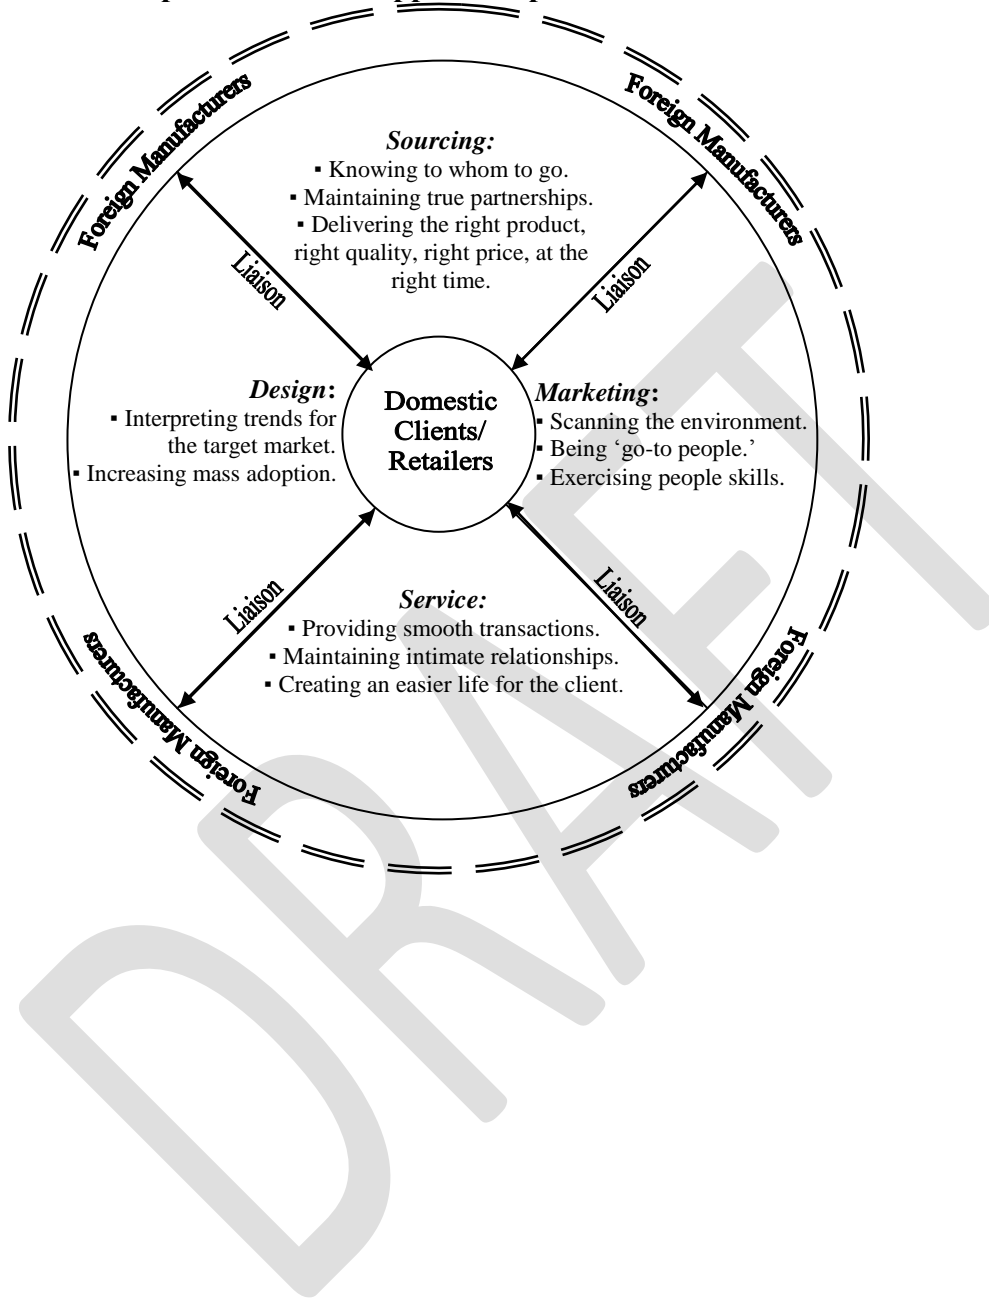 Foreign Manufacturers
Foreign Manufacturers
Sourcing:
▪ Knowing to whom to go.
▪ Maintaining true partnerships.
▪ Delivering the right product,
right quality, right price, at the
right time.
Liaison
Liaison
Design:
▪ Interpreting trends for
the target market.
▪ Increasing mass adoption.
Domestic
Clients/
Retailers
Marketing:
▪ Scanning the environment.
▪ Being ‘go-to people.’
▪ Exercising people skills.
Liaison
Liaison
Service:
▪ Providing smooth transactions.
▪ Maintaining intimate relationships.
▪ Creating an easier life for the client.
Foreign Manufacturers
Foreign Manufacturers
DRAFT